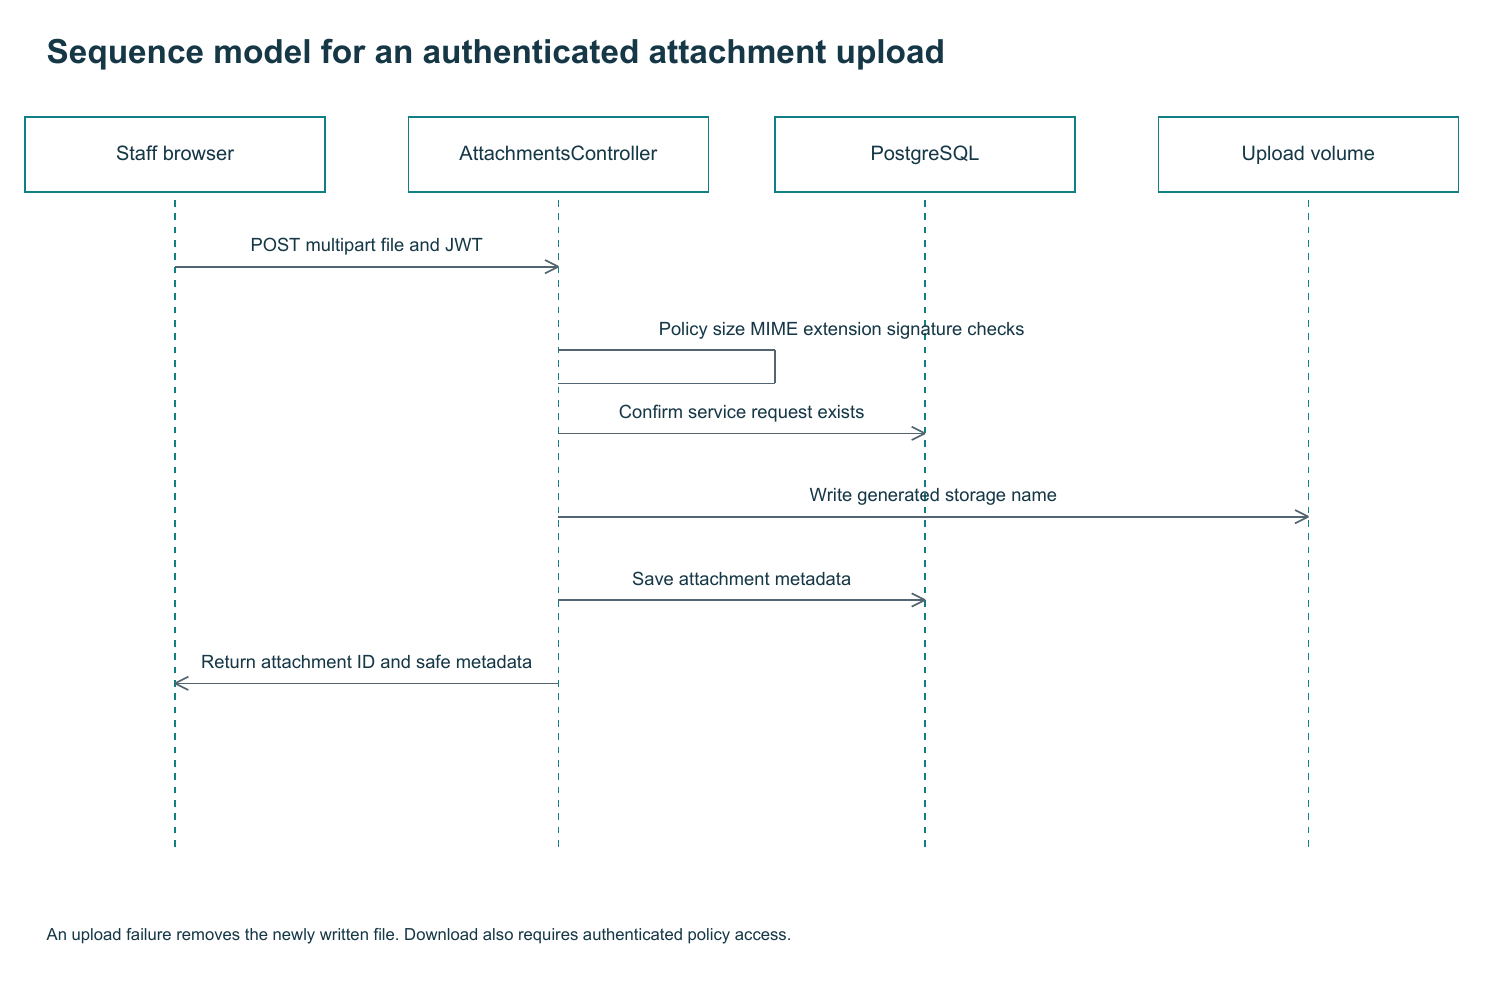 Sequence model for an authenticated attachment upload
Staff browser
AttachmentsController
PostgreSQL
Upload volume
POST multipart file and JWT
Policy size MIME extension signature checks
Confirm service request exists
Write generated storage name
Save attachment metadata
Return attachment ID and safe metadata
An upload failure removes the newly written file. Download also requires authenticated policy access.